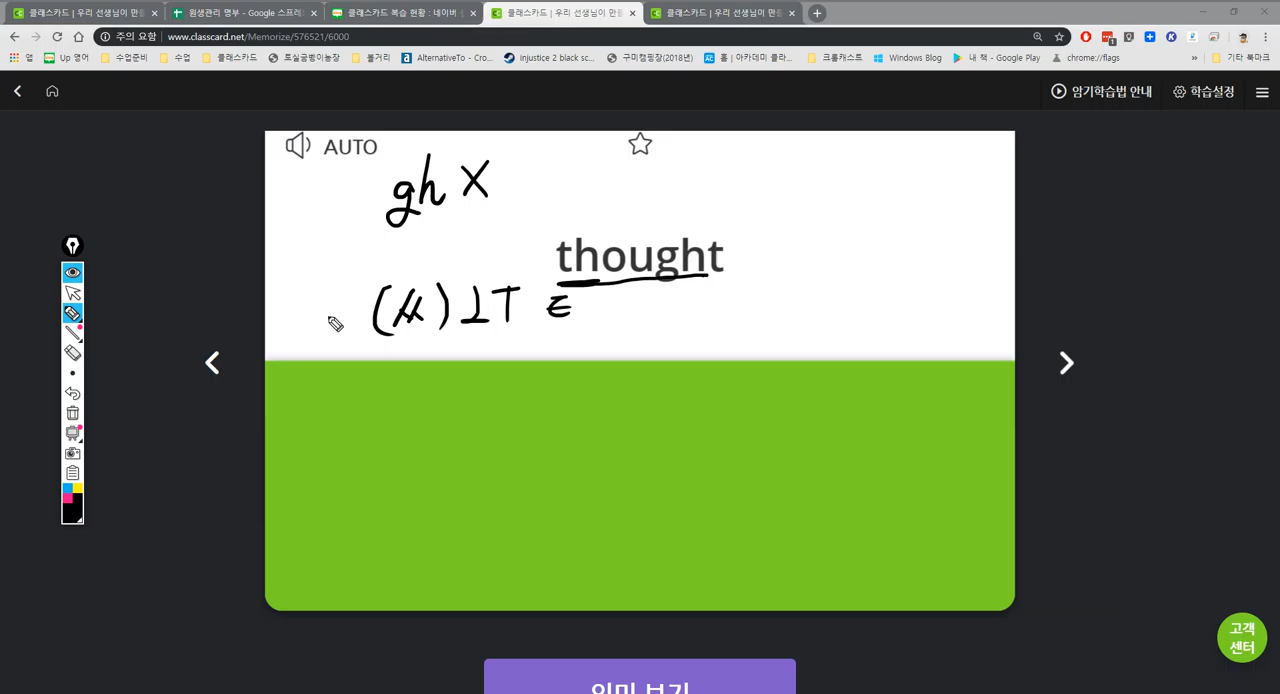 클래스카드 | 우리 선생님이 만든 원생관리 명부 - Google 스프레 클래스카드 복습 현황 : 네이버 클래스카드 | 우리 선생님이 만든 클래스카드 | 우리 선생님이 만든
주의 요함 www.classcard.net/Memorize/576521/6000
앱 Up 영어 수업준비 수업 클래스카드 토실굼벵이농장 볼거리 AlternativeTo - Cro... Injustice 2 black sc... 구미캠핑장(2018년) 홈 | 아카데미 클라... 크롬캐스트 Windows Blog 내 책 - Google Play chrome://flags » 기타 북마크
암기학습법 안내 학습설정
AUTO
gh X
thought
(ㅆ) ㅗㅜ ㅌ
고객
센터
의미 보기